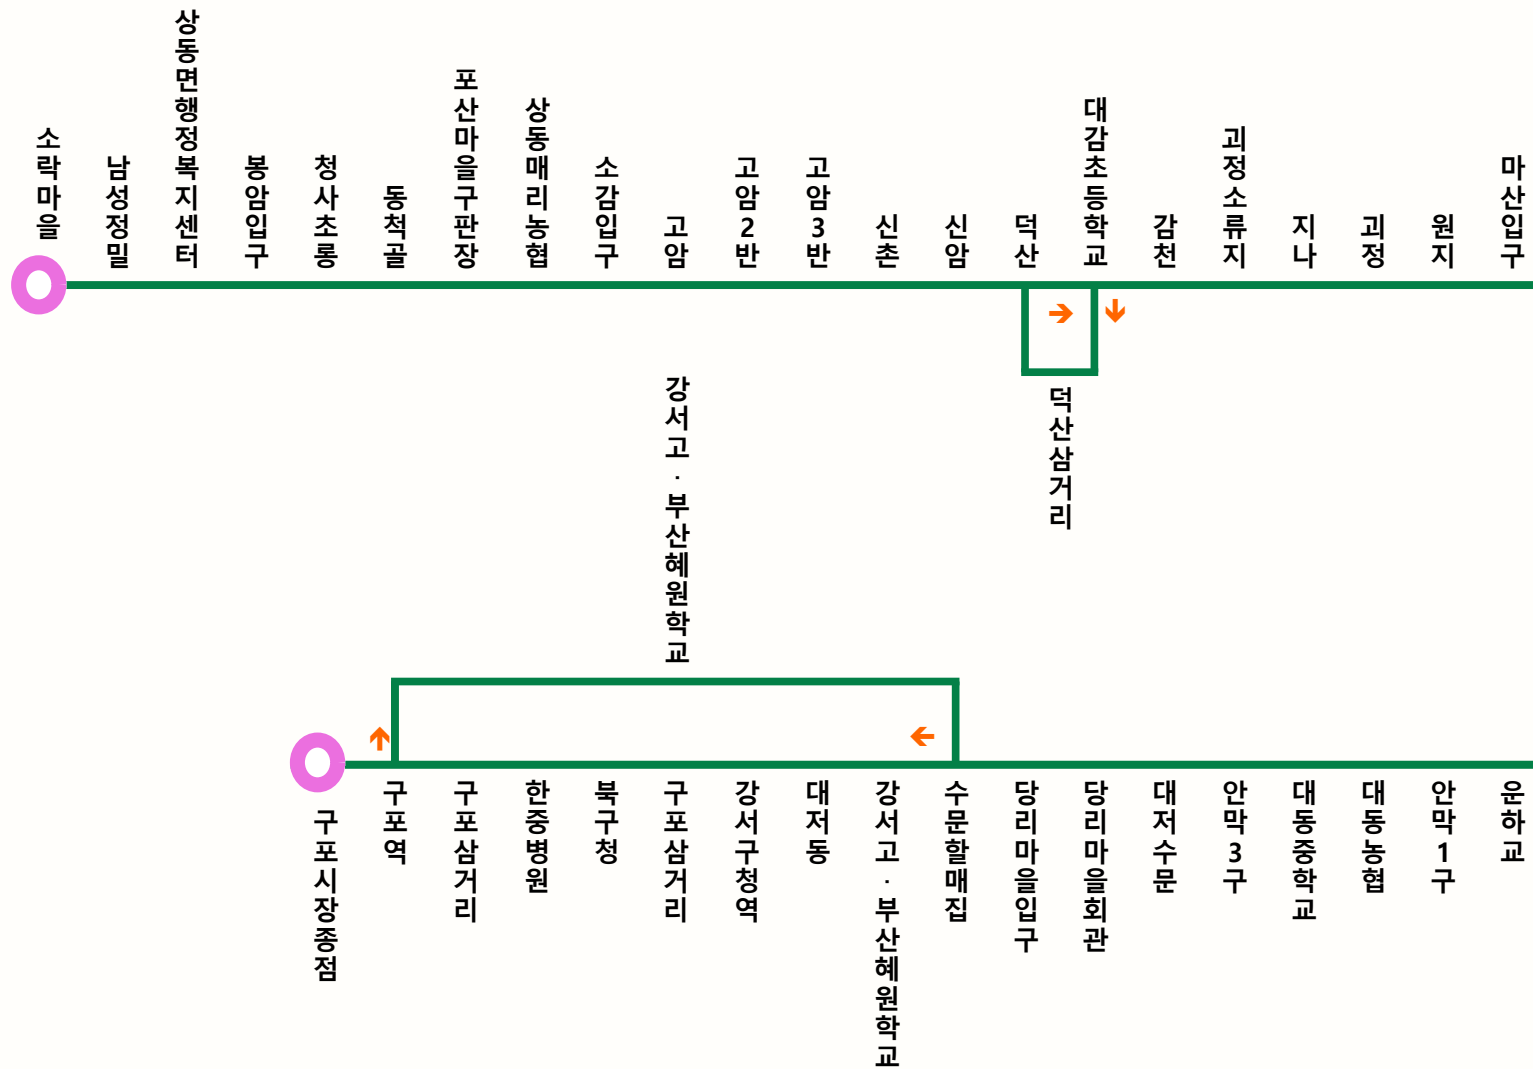 소락마을
남성정밀
상동면행정복지센터
봉암입구
청사초롱
동척골
포산마을구판장
상동매리농협
소감입구
고암
고암2반
고암3반
신촌
신암
덕산
대감초등학교
감천
괴정소류지
지나
괴정
원지
마산입구
덕산삼거리
강서고·부산혜원학교
구포시장종점
구포역
구포삼거리
한중병원
북구청
구포삼거리
강서구청역
대저동
강서고·부산혜원학교
수문할매집
당리마을입구
당리마을회관
대저수문
안막3구
대동중학교
대동농협
안막1구
운하교